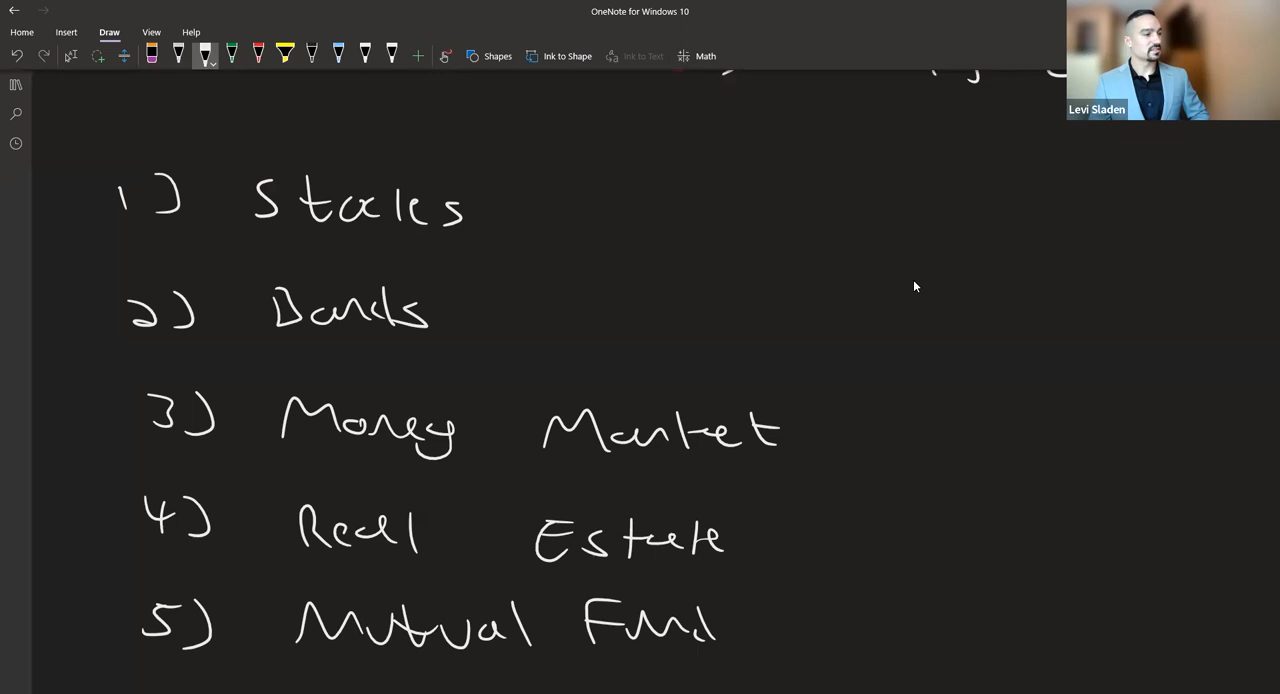 OneNote for Windows 10
Home Insert Draw View Help
Shapes Ink to Shape Ink to Text Math
Levi Sladen
1) Stocks
2) Bonds
3) Money Market
4) Real Estate
5) Mutual Fund